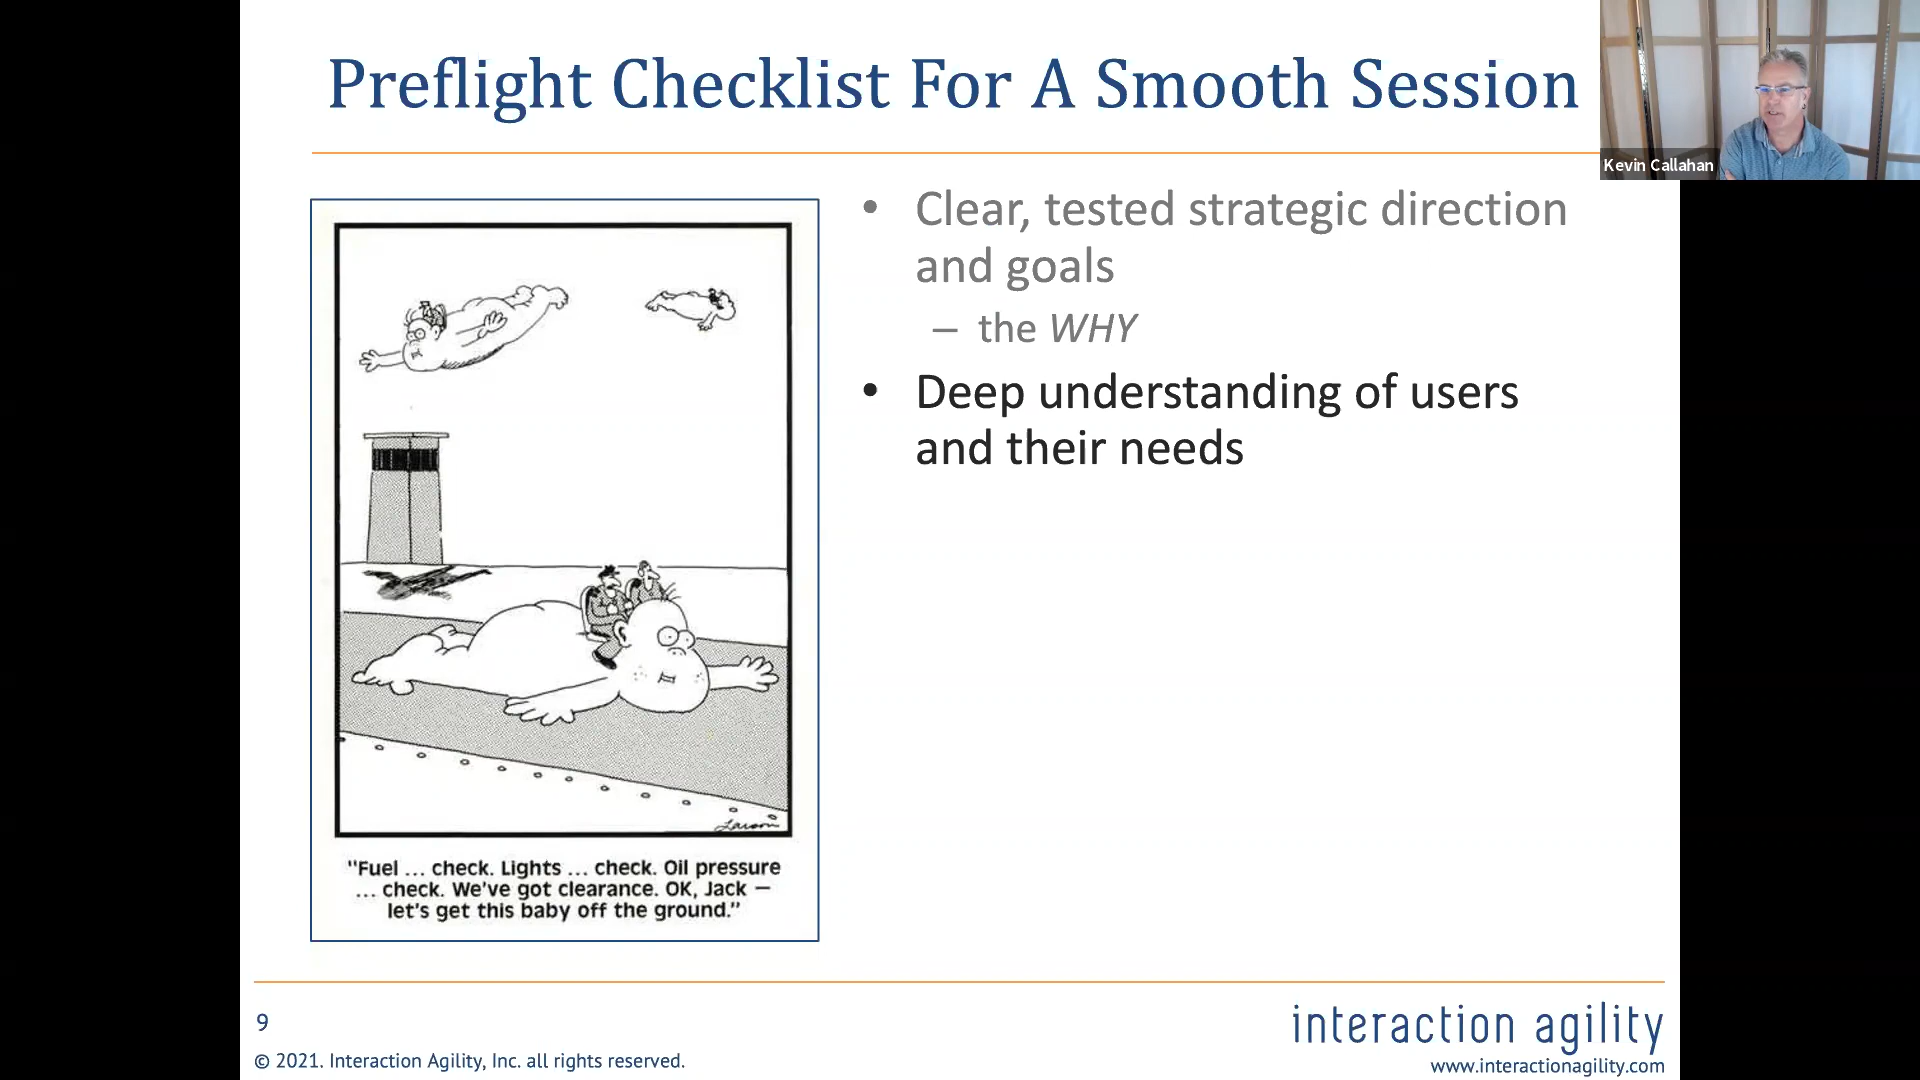 Preflight Checklist For A Smooth Session
Kevin Callahan
• Clear, tested strategic direction
and goals
– the WHY
• Deep understanding of users
and their needs
Larson
"Fuel ... check. Lights ... check. Oil pressure
... check. We've got clearance. OK, Jack —
let's get this baby off the ground."
9
© 2021. Interaction Agility, Inc. all rights reserved.
interaction agility
www.interactionagility.com